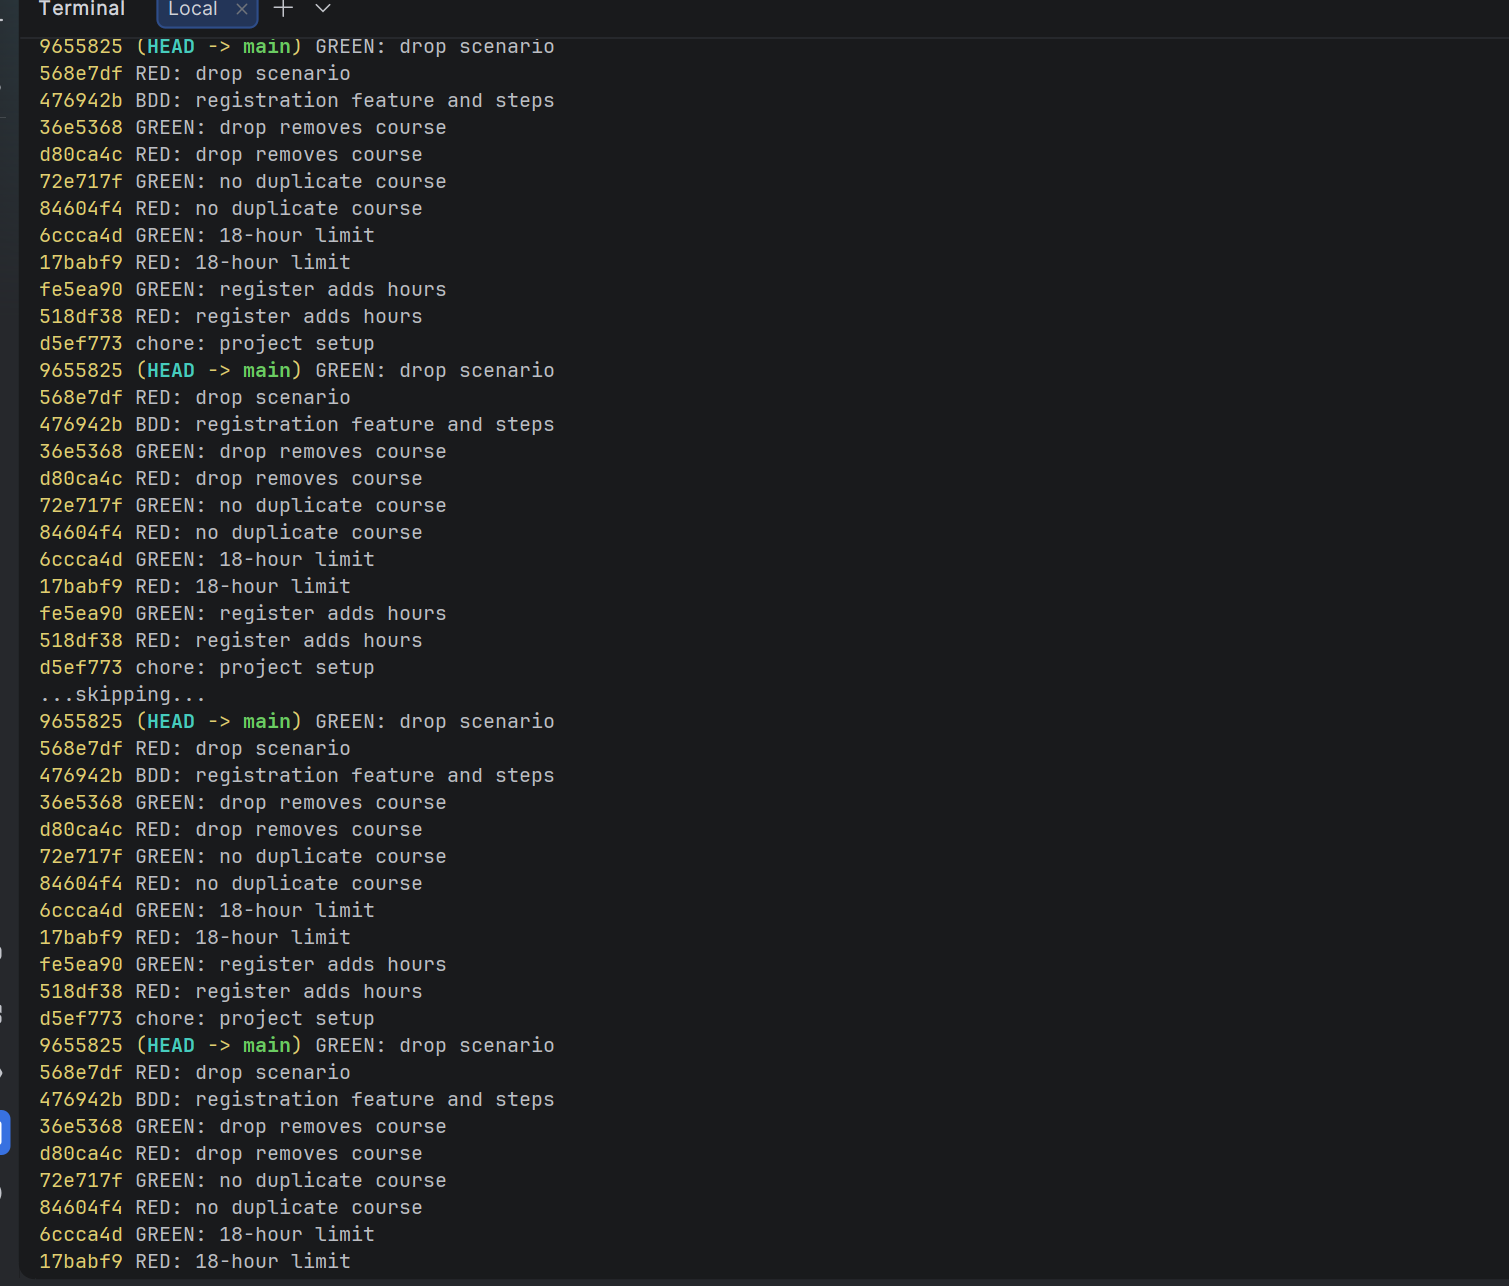 Terminal Local
9655825 (HEAD -> main) GREEN: drop scenario
568e7df RED: drop scenario
476942b BDD: registration feature and steps
36e5368 GREEN: drop removes course
d80ca4c RED: drop removes course
72e717f GREEN: no duplicate course
84604f4 RED: no duplicate course
6ccca4d GREEN: 18-hour limit
17babf9 RED: 18-hour limit
fe5ea90 GREEN: register adds hours
518df38 RED: register adds hours
d5ef773 chore: project setup
9655825 (HEAD -> main) GREEN: drop scenario
568e7df RED: drop scenario
476942b BDD: registration feature and steps
36e5368 GREEN: drop removes course
d80ca4c RED: drop removes course
72e717f GREEN: no duplicate course
84604f4 RED: no duplicate course
6ccca4d GREEN: 18-hour limit
17babf9 RED: 18-hour limit
fe5ea90 GREEN: register adds hours
518df38 RED: register adds hours
d5ef773 chore: project setup
...skipping...
9655825 (HEAD -> main) GREEN: drop scenario
568e7df RED: drop scenario
476942b BDD: registration feature and steps
36e5368 GREEN: drop removes course
d80ca4c RED: drop removes course
72e717f GREEN: no duplicate course
84604f4 RED: no duplicate course
6ccca4d GREEN: 18-hour limit
17babf9 RED: 18-hour limit
fe5ea90 GREEN: register adds hours
518df38 RED: register adds hours
d5ef773 chore: project setup
9655825 (HEAD -> main) GREEN: drop scenario
568e7df RED: drop scenario
476942b BDD: registration feature and steps
36e5368 GREEN: drop removes course
d80ca4c RED: drop removes course
72e717f GREEN: no duplicate course
84604f4 RED: no duplicate course
6ccca4d GREEN: 18-hour limit
17babf9 RED: 18-hour limit